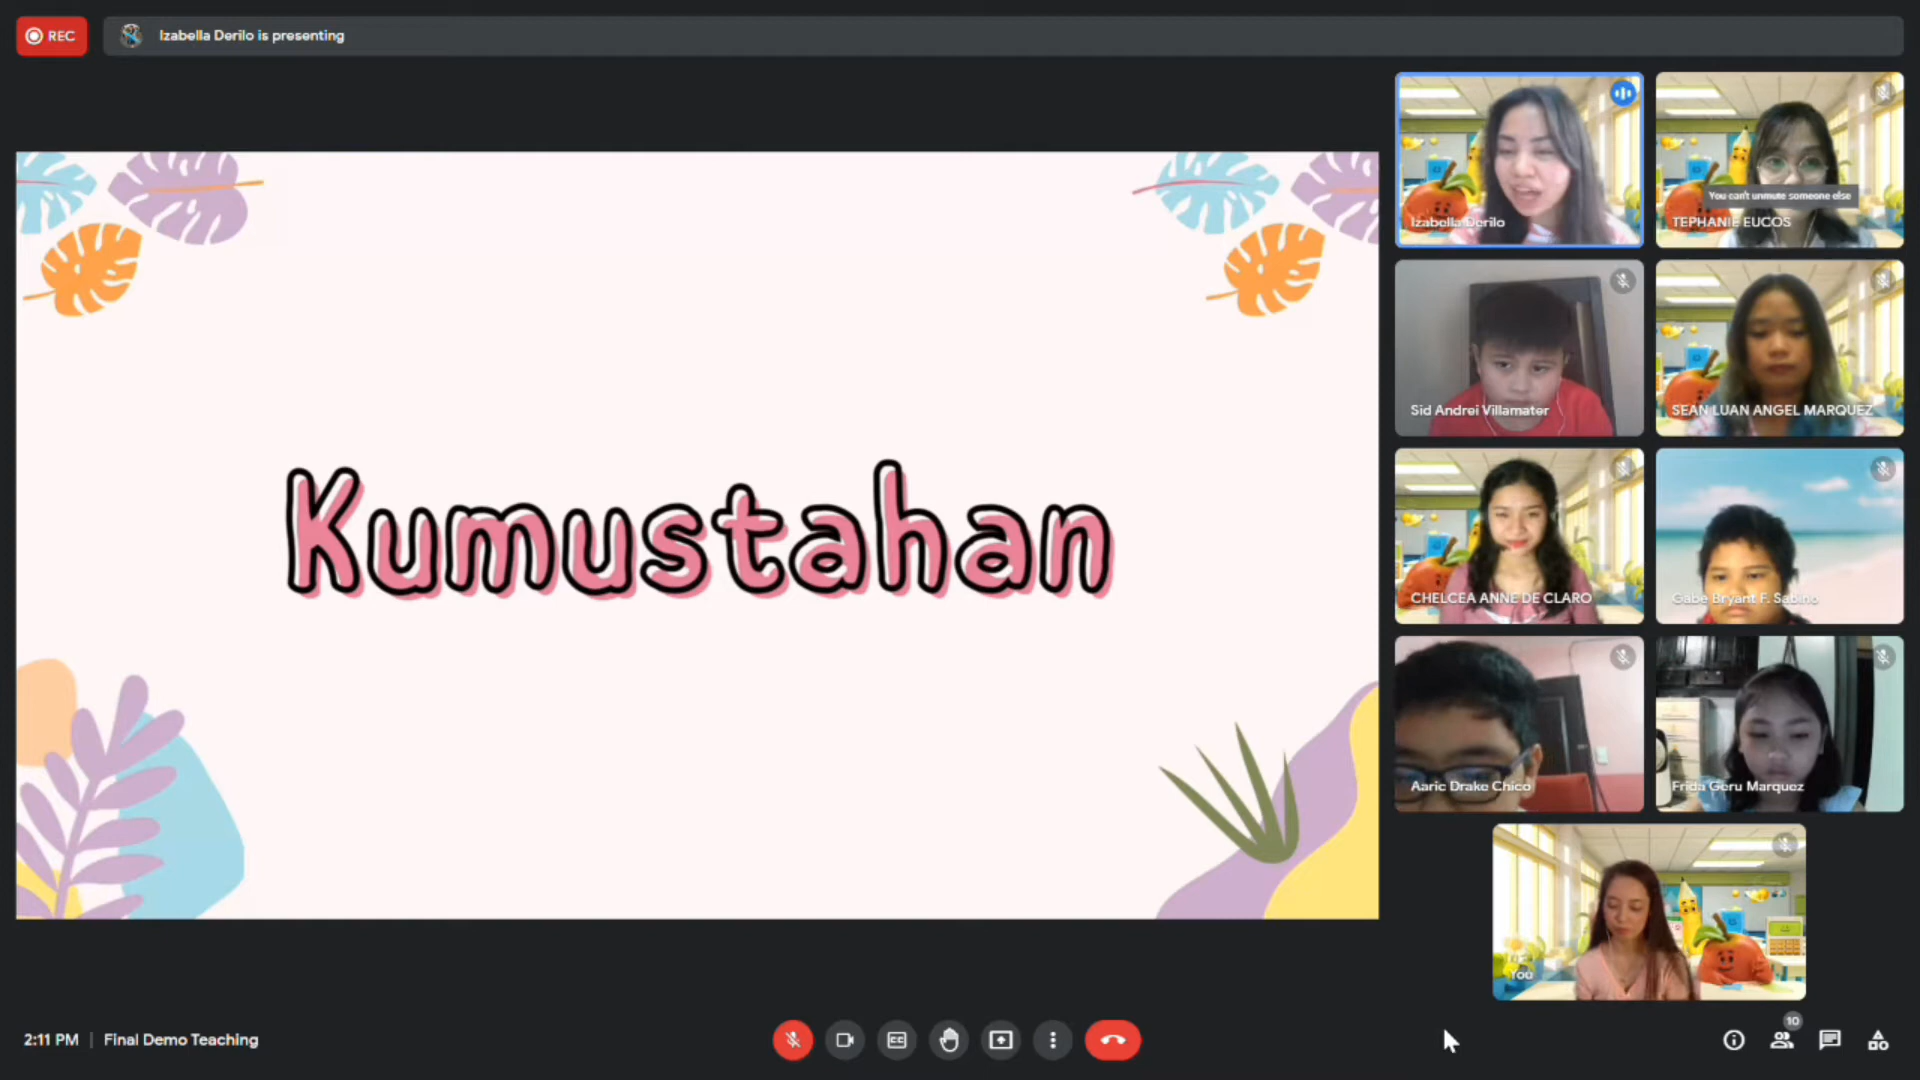 REC
Izabella Derilo is presenting
Izabella Derilo
You can't unmute someone else
TEPHANIE EUCOS
Kumustahan
Sid Andrei Villamater
SEAN LUAN ANGEL MARQUEZ
CHELCEA ANNE DE CLARO
Gabe Bryant F. Sabino
Aaric Drake Chico
Frida Geru Marquez
You
2:11 PM | Final Demo Teaching
CC
10